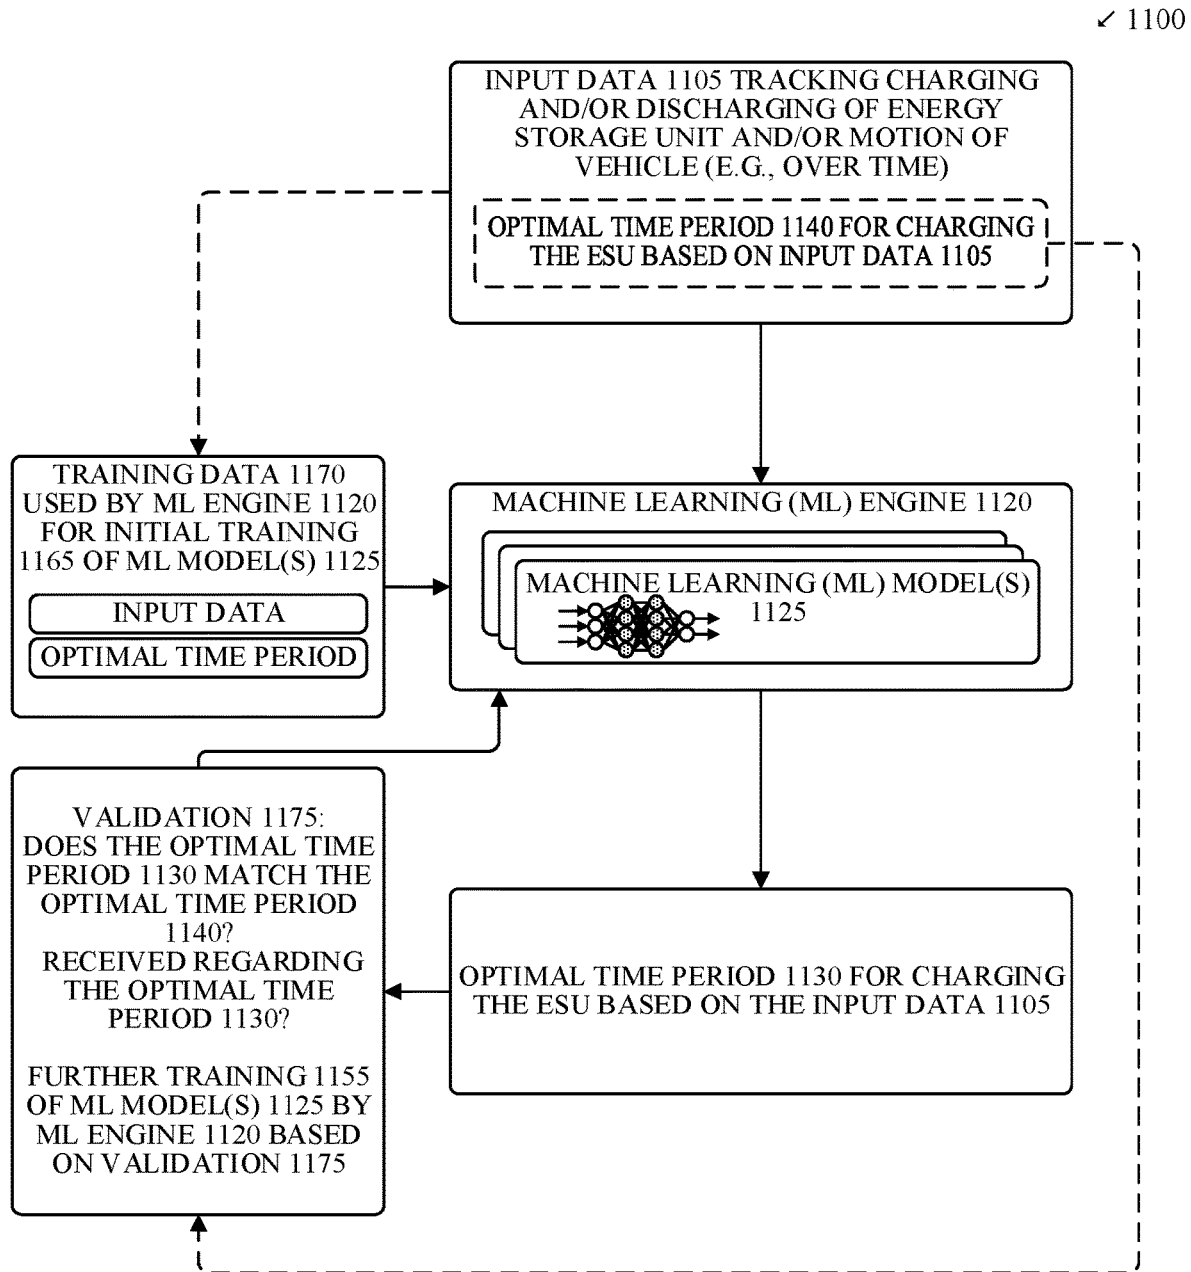 ✓ 1100
INPUT DATA 1105 TRACKING CHARGING
AND/OR DISCHARGING OF ENERGY
STORAGE UNIT AND/OR MOTION OF
VEHICLE (E.G., OVER TIME)
OPTIMAL TIME PERIOD 1140 FOR CHARGING
THE ESU BASED ON INPUT DATA 1105
TRAINING DATA 1170
USED BY ML ENGINE 1120
FOR INITIAL TRAINING
1165 OF ML MODEL(S) 1125
INPUT DATA
OPTIMAL TIME PERIOD
MACHINE LEARNING (ML) ENGINE 1120
MACHINE LEARNING (ML) MODEL(S)
1125
VALIDATION 1175:
DOES THE OPTIMAL TIME
PERIOD 1130 MATCH THE
OPTIMAL TIME PERIOD
1140?
RECEIVED REGARDING
THE OPTIMAL TIME
PERIOD 1130?
FURTHER TRAINING 1155
OF ML MODEL(S) 1125 BY
ML ENGINE 1120 BASED
ON VALIDATION 1175
OPTIMAL TIME PERIOD 1130 FOR CHARGING
THE ESU BASED ON THE INPUT DATA 1105